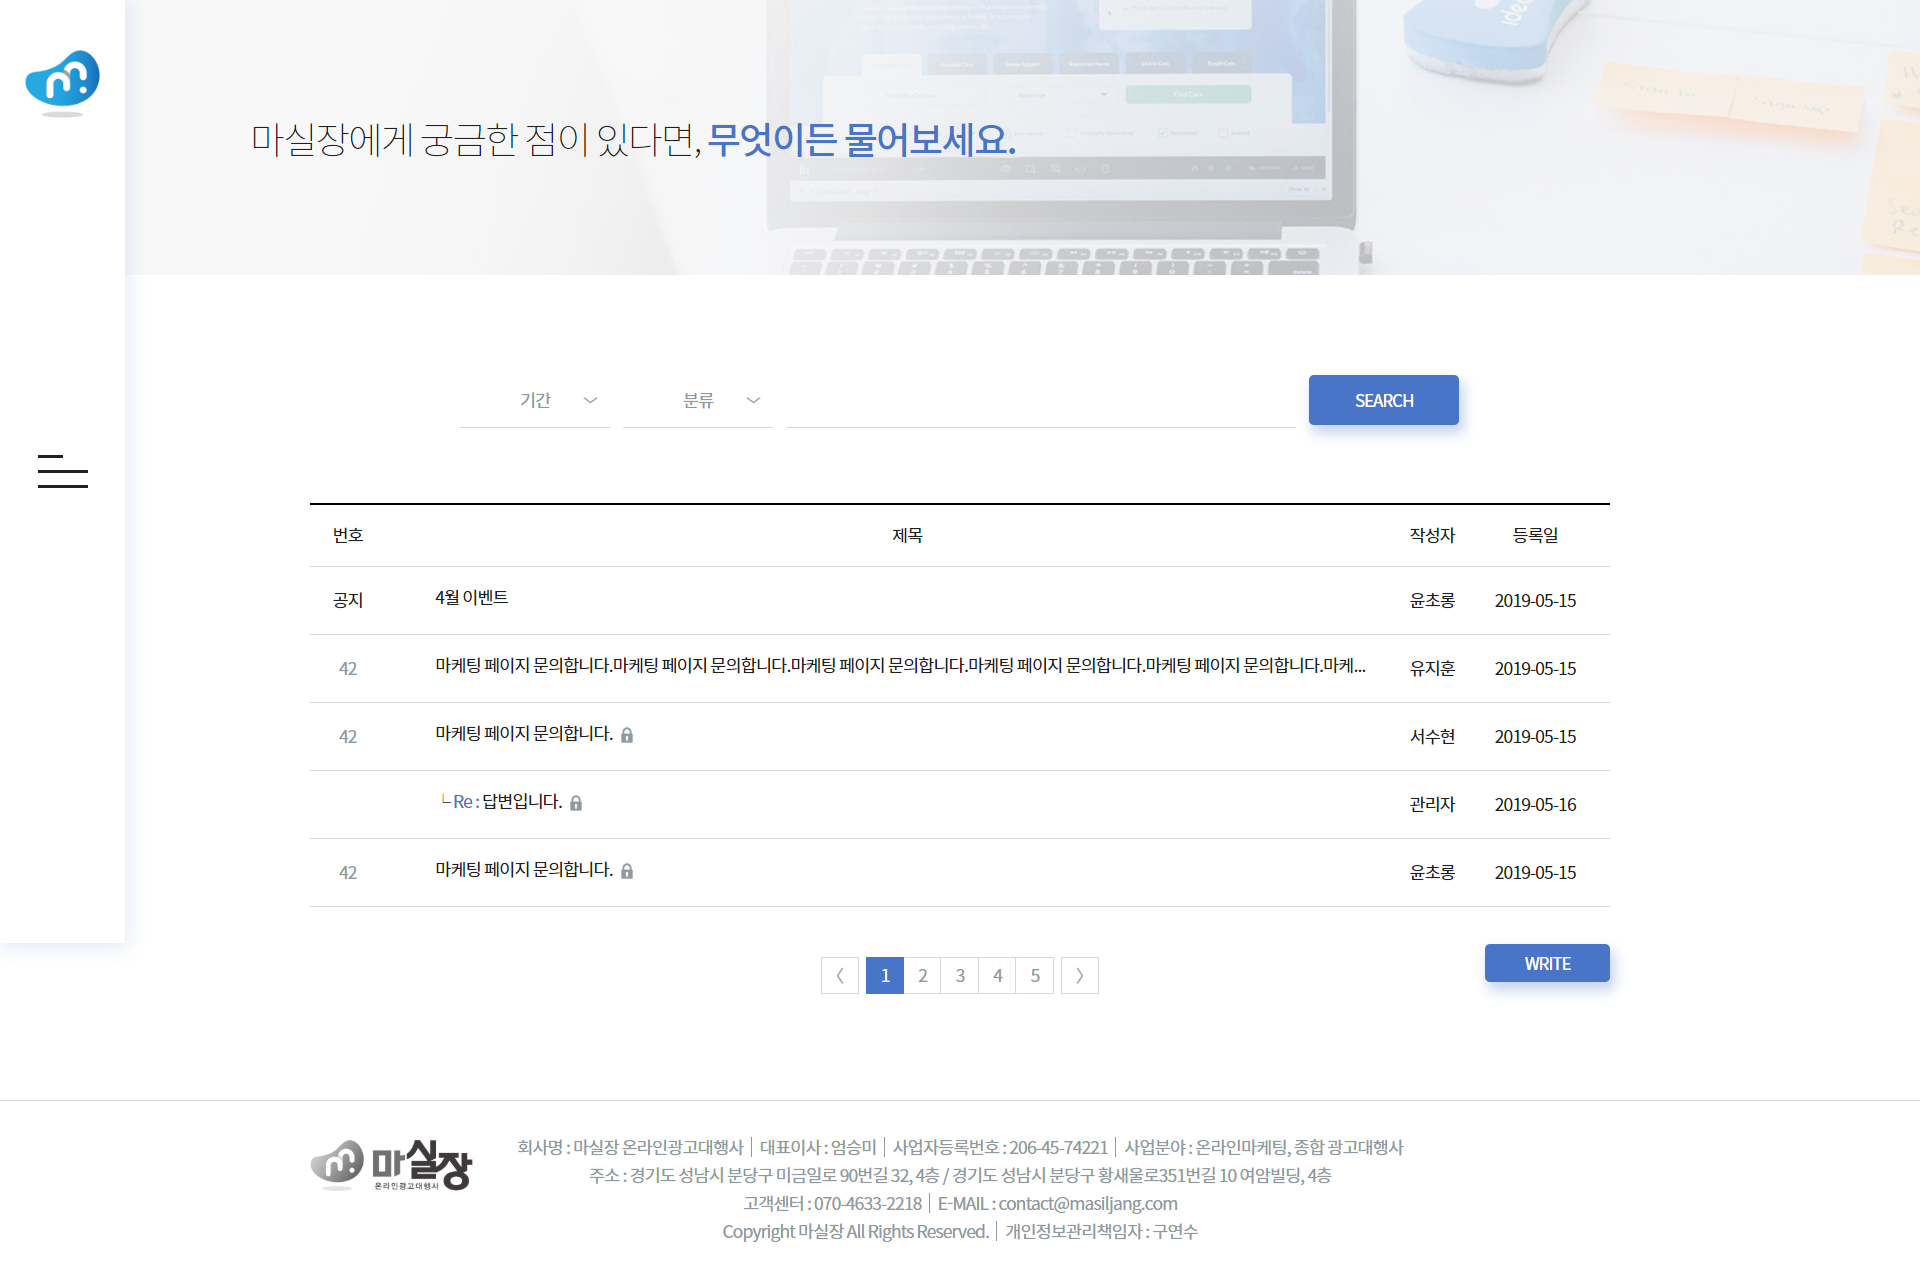 마실장에게 궁금한 점이 있다면, 무엇이든 물어보세요.
기간 분류 SEARCH
번호 제목 작성자 등록일
공지 4월 이벤트 윤초롱 2019-05-15
42 마케팅 페이지 문의합니다.마케팅 페이지 문의합니다.마케팅 페이지 문의합니다.마케팅 페이지 문의합니다.마케팅 페이지 문의합니다.마케... 유지훈 2019-05-15
42 마케팅 페이지 문의합니다. 서수현 2019-05-15
└ Re : 답변입니다. 관리자 2019-05-16
42 마케팅 페이지 문의합니다. 윤초롱 2019-05-15
〈 1 2 3 4 5 〉 WRITE
마실장
온라인광고대행사
회사명 : 마실장 온라인광고대행사 │ 대표이사 : 엄승미 │ 사업자등록번호 : 206-45-74221 │ 사업분야 : 온라인마케팅, 종합 광고대행사
주소 : 경기도 성남시 분당구 미금일로 90번길 32, 4층 / 경기도 성남시 분당구 황새울로351번길 10 여암빌딩, 4층
고객센터 : 070-4633-2218 │ E-MAIL : contact@masiljang.com
Copyright 마실장 All Rights Reserved. │ 개인정보관리책임자 : 구연수